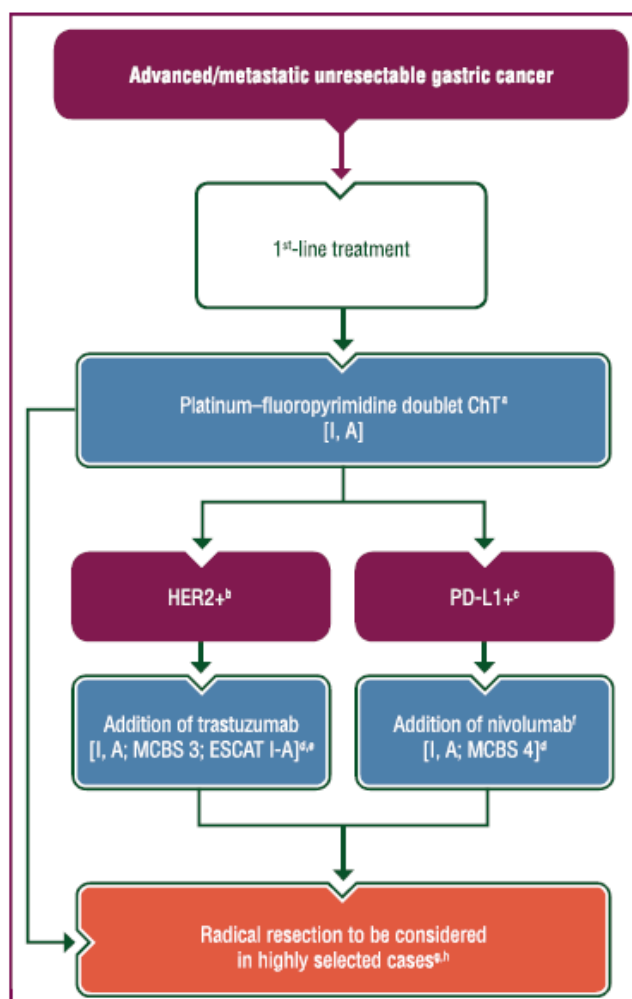 Advanced/metastatic unresectable gastric cancer
1st-line treatment
Platinum–fluoropyrimidine doublet ChTᵃ
[I, A]
HER2+ᵇ
PD-L1+ᶜ
Addition of trastuzumab
[I, A; MCBS 3; ESCAT I-A]ᵈ,ᵉ
Addition of nivolumabᶠ
[I, A; MCBS 4]ᵈ
Radical resection to be considered
in highly selected casesᵍ,ʰ